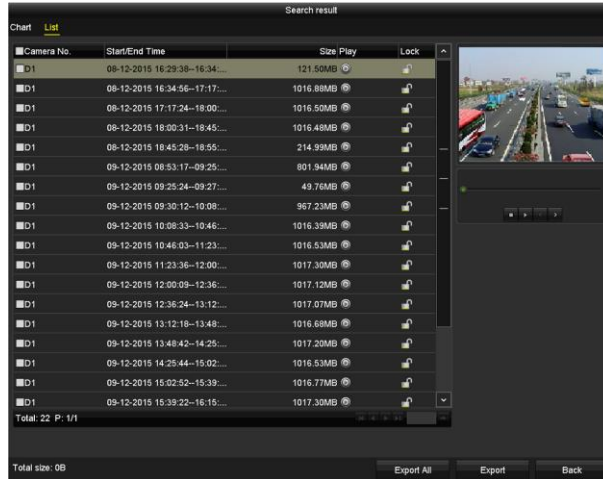 Search result
Chart List
Camera No. Start/End Time Size Play Lock
D1 08-12-2015 16:29:38--16:34:... 121.50MB
D1 08-12-2015 16:34:56--17:17:... 1016.88MB
D1 08-12-2015 17:17:24--18:00:... 1016.50MB
D1 08-12-2015 18:00:31--18:45:... 1016.48MB
D1 08-12-2015 18:45:28--18:55:... 214.99MB
D1 09-12-2015 08:53:17--09:25:... 801.94MB
D1 09-12-2015 09:25:24--09:27:... 49.76MB
D1 09-12-2015 09:30:12--10:08:... 967.23MB
D1 09-12-2015 10:08:33--10:46:... 1016.39MB
D1 09-12-2015 10:46:03--11:23:... 1016.53MB
D1 09-12-2015 11:23:36--12:00:... 1017.30MB
D1 09-12-2015 12:00:09--12:36:... 1017.12MB
D1 09-12-2015 12:36:24--13:12:... 1017.07MB
D1 09-12-2015 13:12:18--13:48:... 1016.68MB
D1 09-12-2015 13:48:42--14:25:... 1017.20MB
D1 09-12-2015 14:25:44--15:02:... 1016.53MB
D1 09-12-2015 15:02:52--15:39:... 1016.77MB
D1 09-12-2015 15:39:22--16:15:... 1017.30MB
Total: 22 P: 1/1
Total size: 0B Export All Export Back